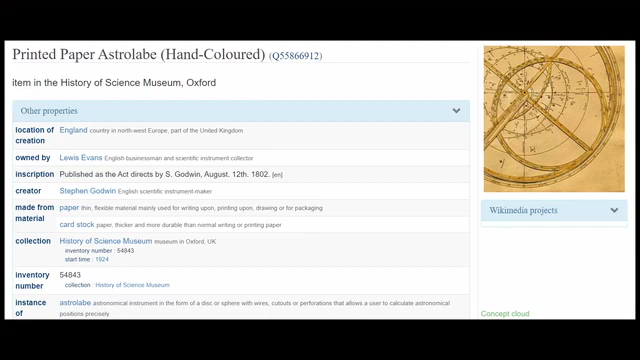 Printed Paper Astrolabe (Hand-Coloured) (Q55866912)
item in the History of Science Museum, Oxford
Other properties
location of creation England country in north-west Europe, part of the United Kingdom
owned by Lewis Evans English businessman and scientific instrument collector
inscription Published as the Act directs by S. Godwin, August. 12th. 1802. [en]
creator Stephen Godwin English scientific instrument-maker
made from material paper thin, flexible material mainly used for writing upon, printing upon, drawing or for packaging
card stock paper, thicker and more durable than normal writing or printing paper
collection History of Science Museum museum in Oxford, UK
inventory number : 54843
start time : 1924
inventory number 54843
collection : History of Science Museum
instance of astrolabe astronomical instrument in the form of a disc or sphere with wires, cutouts or perforations that allows a user to calculate astronomical
positions precisely
Wikimedia projects
Concept cloud